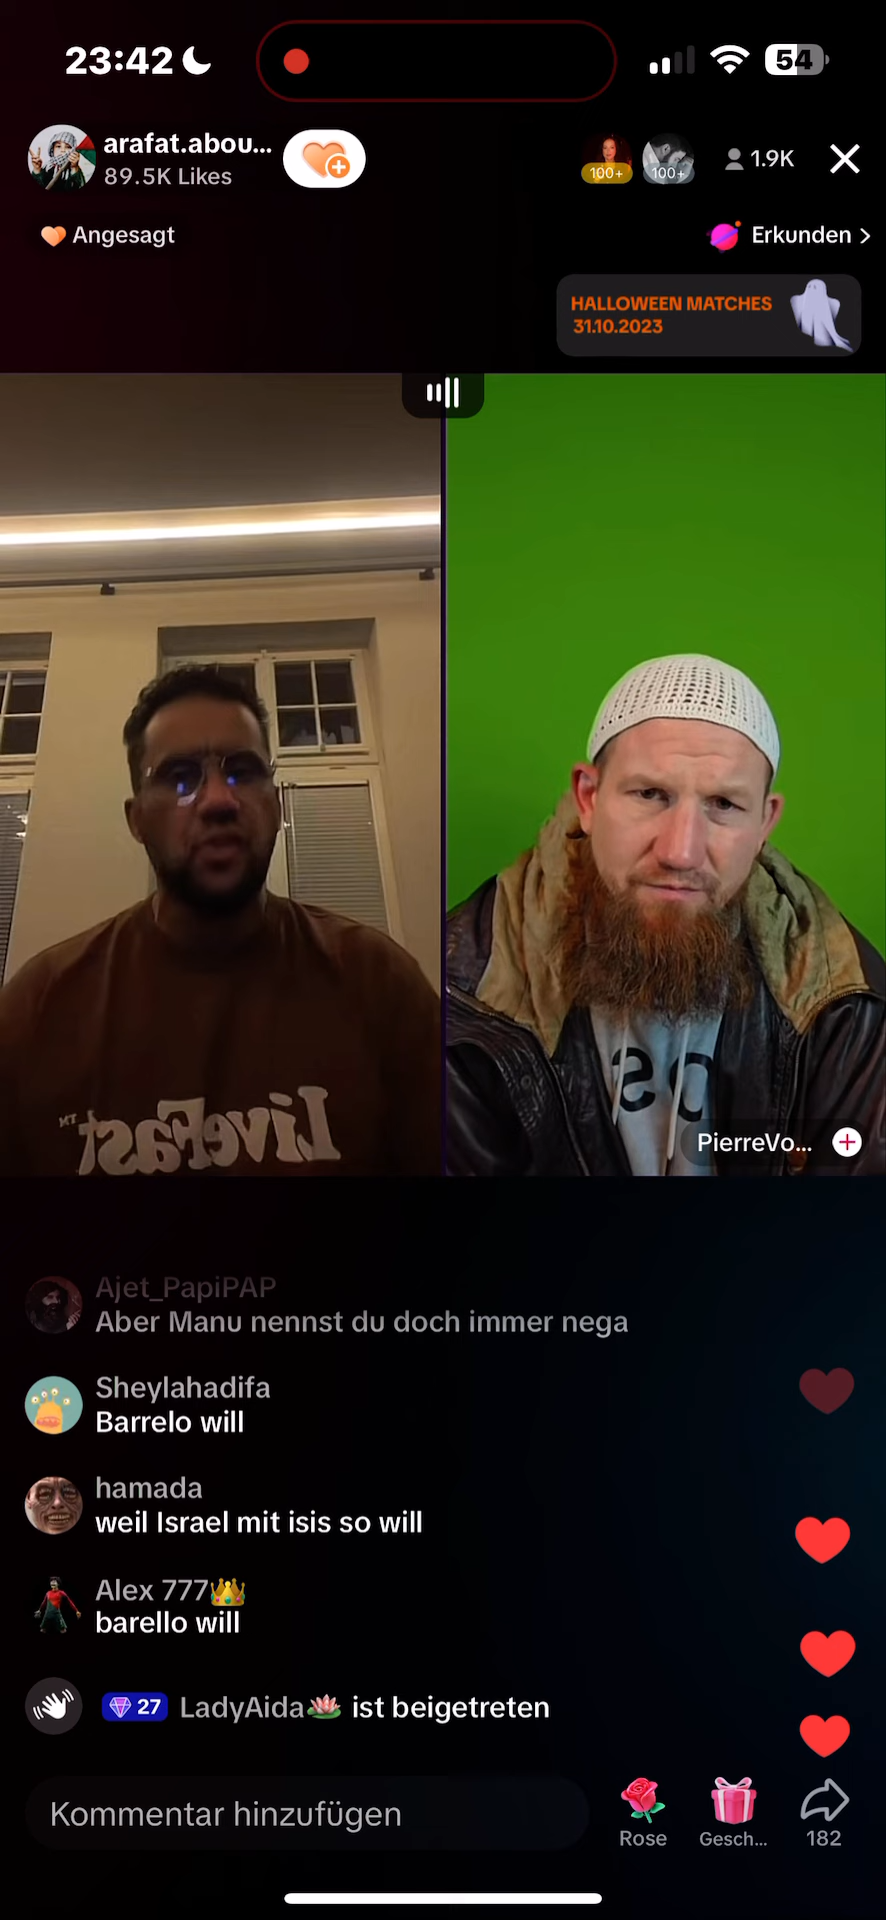 23:42
54
arafat.abou...
89.5K Likes
100+
100+
1.9K
Angesagt
Erkunden >
HALLOWEEN MATCHES
31.10.2023
LiveFast™
PierreVo...
Ajet_PapiPAP
Aber Manu nennst du doch immer nega
Sheylahadifa
Barrelo will
hamada
weil Israel mit isis so will
Alex 777👑
barello will
27 LadyAida🪷 ist beigetreten
Kommentar hinzufügen
Rose
Gesch...
182